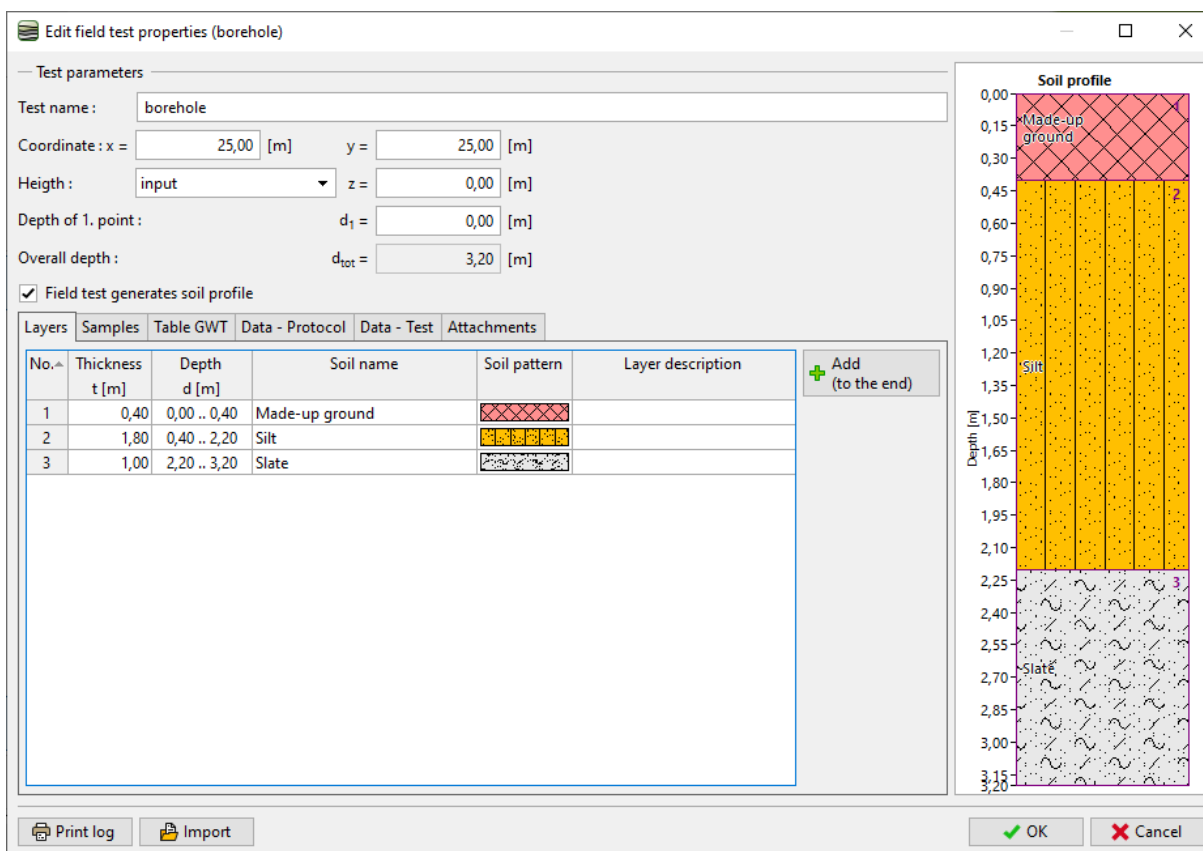 Edit field test properties (borehole)
Test parameters
Test name : borehole
Coordinate : x = 25,00 [m] y = 25,00 [m]
Heigth : input z = 0,00 [m]
Depth of 1. point : d1 = 0,00 [m]
Overall depth : dtot = 3,20 [m]
Field test generates soil profile
Layers Samples Table GWT Data - Protocol Data - Test Attachments
No. Thickness Depth Soil name Soil pattern Layer description
t [m] d [m]
1 0,40 0,00 .. 0,40 Made-up ground
2 1,80 0,40 .. 2,20 Silt
3 1,00 2,20 .. 3,20 Slate
Add
(to the end)
Soil profile
0,00
0,15
0,30
0,45
0,60
0,75
0,90
1,05
1,20
1,35
1,50
1,65
1,80
1,95
2,10
2,25
2,40
2,55
2,70
2,85
3,00
3,15
3,20
Depth [m]
1
Made-up
ground
2
Silt
3
Slate
Print log Import OK Cancel